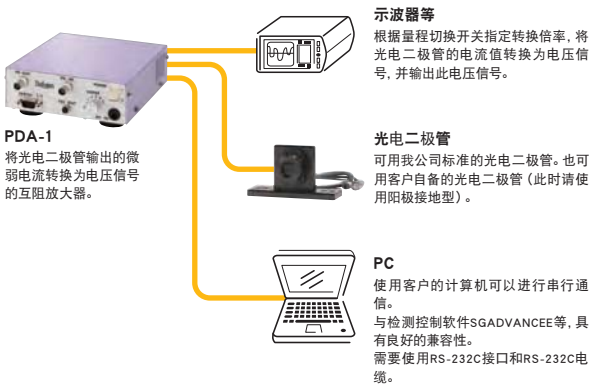 示波器等
根据量程切换开关指定转换倍率, 将
光电二极管的电流值转换为电压信
号, 并输出此电压信号。
PDA-1
将光电二极管输出的微
弱电流转换为电压信号
的互阻放大器。
光电二极管
可用我公司标准的光电二极管。也可
用客户自备的光电二极管（此时请使
用阳极接地型）。
PC
使用客户的计算机可以进行串行通
信。
与检测控制软件SGADVANCEE等, 具
有良好的兼容性。
需要使用RS-232C接口和RS-232C电
缆。